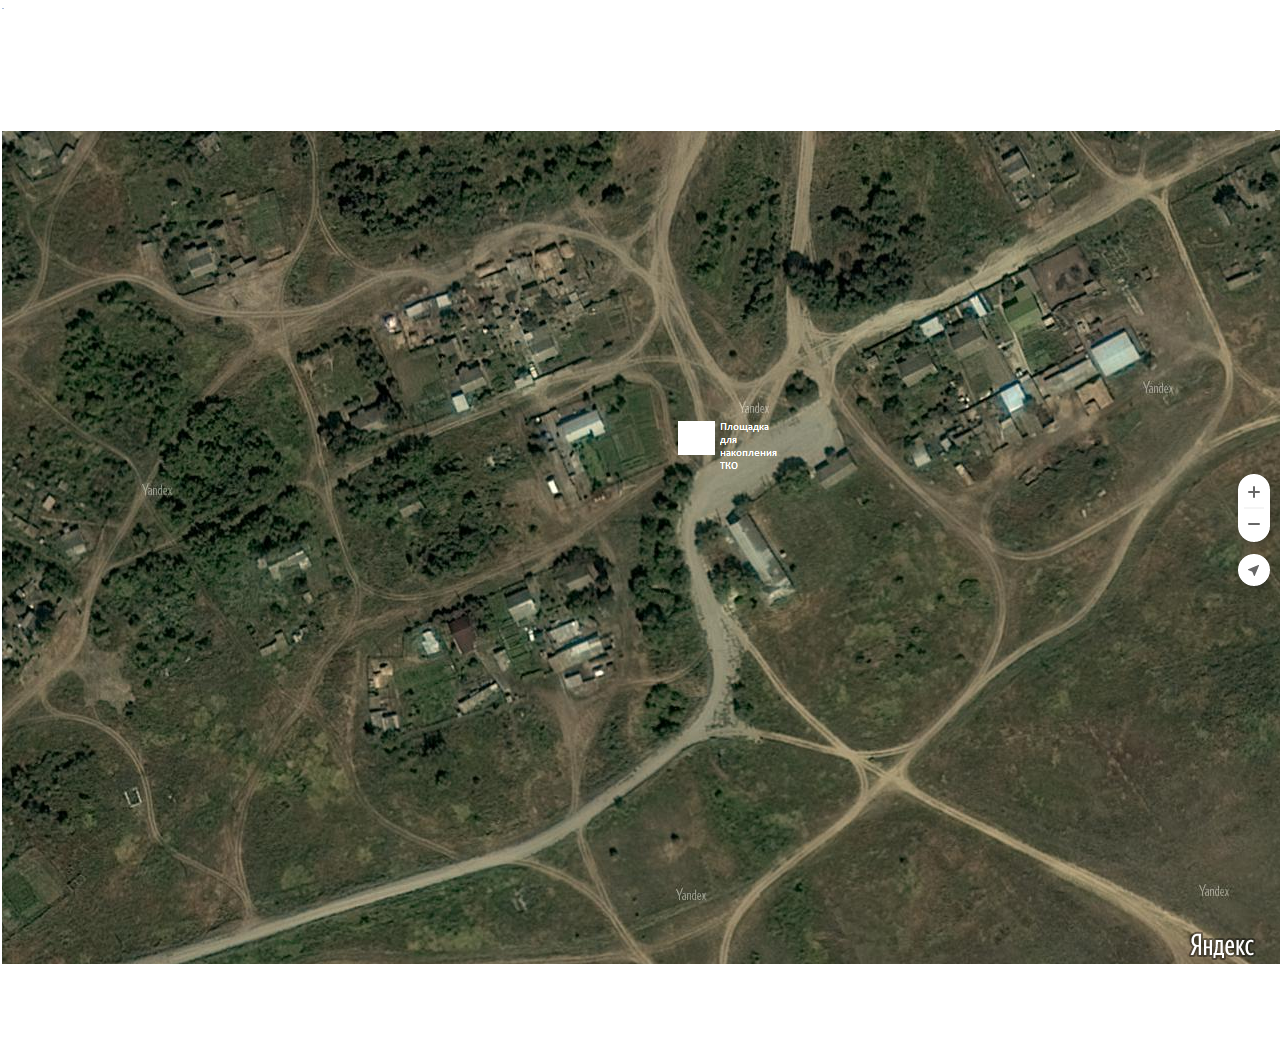 Yandex
Yandex
Площадка
для
накопления
ТКО
Yandex
Yandex
Yandex
Яндекс